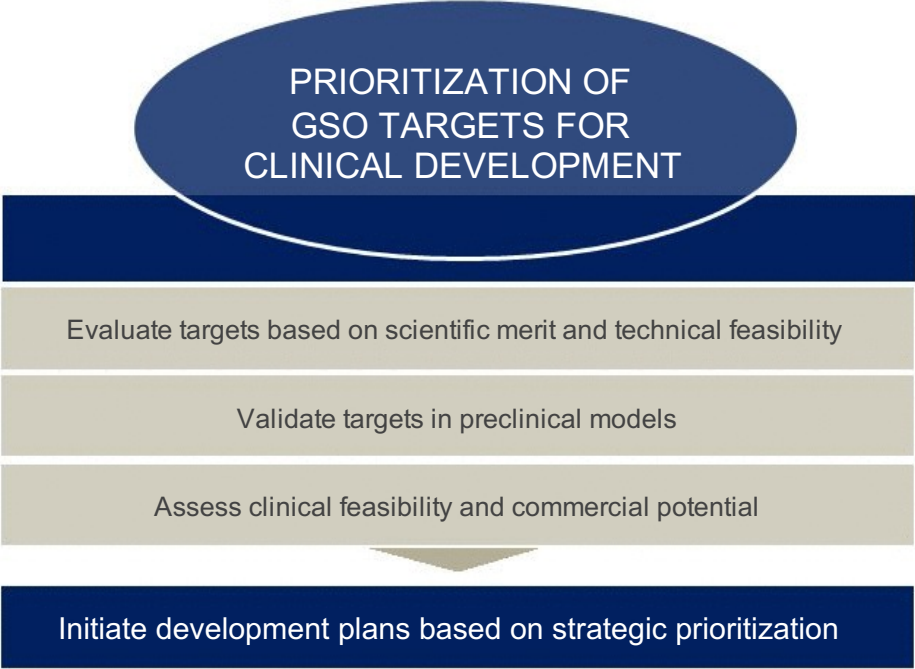 PRIORITIZATION OF
GSO TARGETS FOR
CLINICAL DEVELOPMENT
Evaluate targets based on scientific merit and technical feasibility
Validate targets in preclinical models
Assess clinical feasibility and commercial potential
Initiate development plans based on strategic prioritization